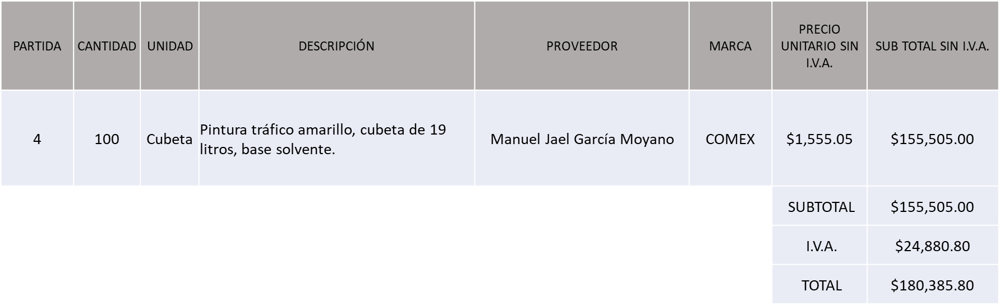 PARTIDA CANTIDAD UNIDAD DESCRIPCIÓN PROVEEDOR MARCA PRECIO UNITARIO SIN I.V.A. SUB TOTAL SIN I.V.A.
4 100 Cubeta Pintura tráfico amarillo, cubeta de 19 litros, base solvente. Manuel Jael García Moyano COMEX $1,555.05 $155,505.00
SUBTOTAL $155,505.00
I.V.A. $24,880.80
TOTAL $180,385.80